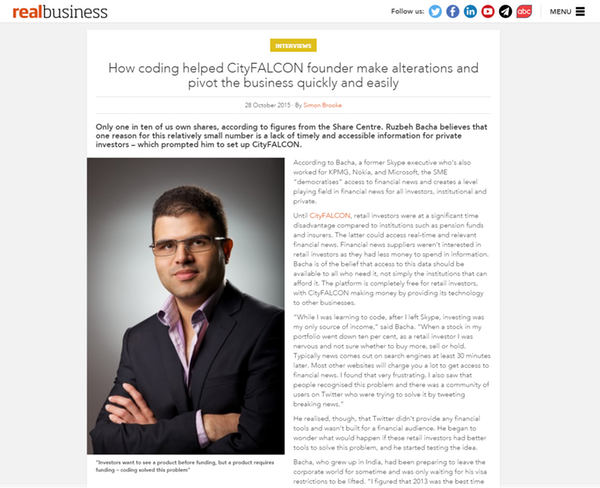 realbusiness
Follow us:
abc
MENU
INTERVIEWS
How coding helped CityFALCON founder make alterations and
pivot the business quickly and easily
28 October 2015 · By Simon Brooke
Only one in ten of us own shares, according to figures from the Share Centre. Ruzbeh Bacha believes that
one reason for this relatively small number is a lack of timely and accessible information for private
investors – which prompted him to set up CityFALCON.
According to Bacha, a former Skype executive who's also
worked for KPMG, Nokia, and Microsoft, the SME
"democratises" access to financial news and creates a level
playing field in financial news for all investors, institutional and
private.
Until CityFALCON, retail investors were at a significant time
disadvantage compared to institutions such as pension funds
and insurers. The latter could access real-time and relevant
financial news. Financial news suppliers weren't interested in
retail investors as they had less money to spend in information.
Bacha is of the belief that access to this data should be
available to all who need it, not simply the institutions that can
afford it. The platform is completely free for retail investors,
with CityFALCON making money by providing its technology
to other businesses.
"While I was learning to code, after I left Skype, investing was
my only source of income," said Bacha. "When a stock in my
portfolio went down ten per cent, as a retail investor I was
nervous and not sure whether to buy more, sell or hold.
Typically news comes out on search engines at least 30 minutes
later. Most other websites will charge you a lot to get access to
financial news. I found that very frustrating. I also saw that
people recognised this problem and there was a community of
users on Twitter who were trying to solve it by tweeting
breaking news."
He realised, though, that Twitter didn't provide any financial
tools and wasn't built for a financial audience. He began to
wonder what would happen if these retail investors had better
tools to solve this problem, and he started testing the idea.
Bacha, who grew up in India, had been preparing to leave the
corporate world for sometime and was only waiting for his visa
restrictions to be lifted. "I figured that 2013 was the best time
"Investors want to see a product before funding, but a product requires
funding – coding solved this problem"